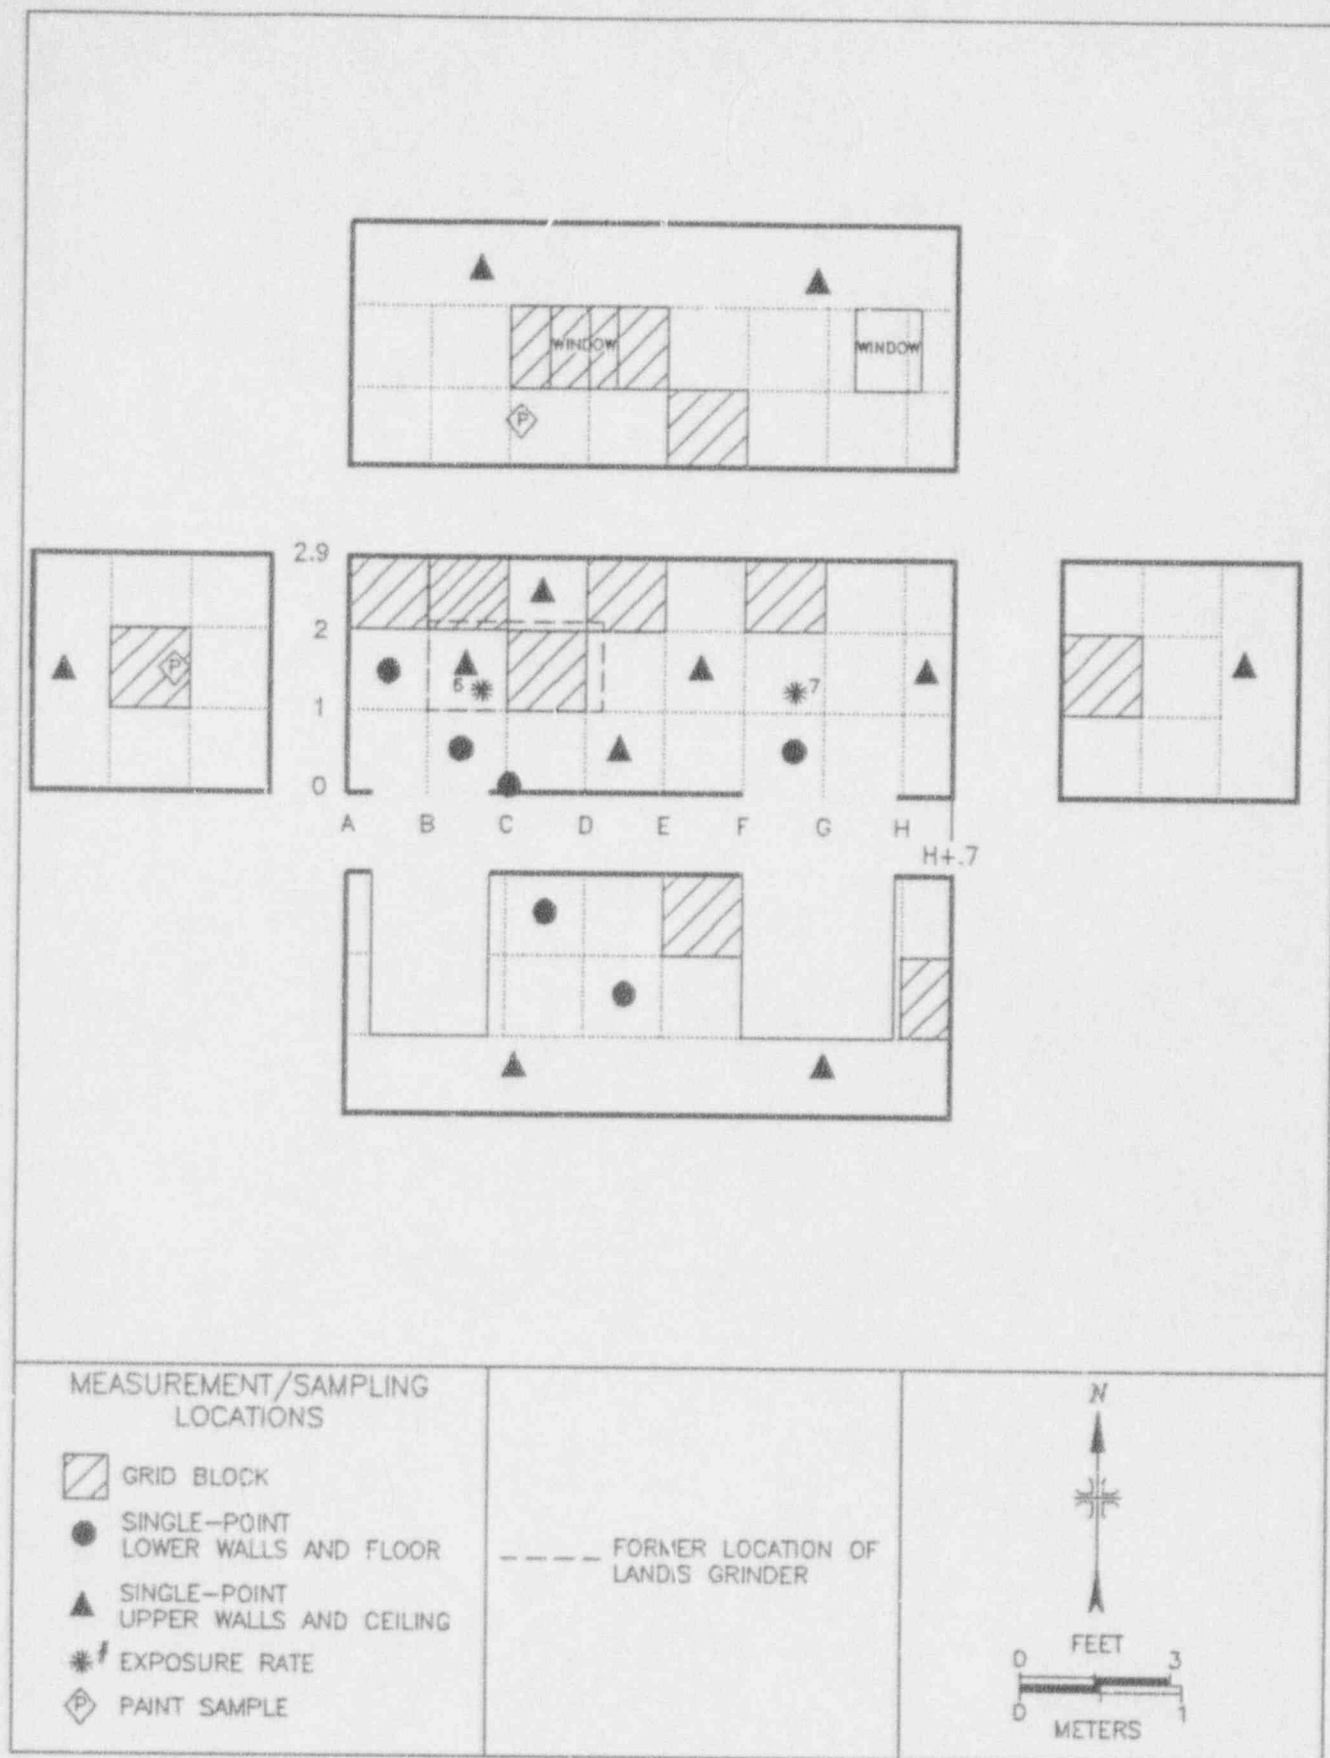 WINDOW
WINDOW
P
2.9
2
1
0
P
6
7
A B C D E F G H
H+.7
MEASUREMENT/SAMPLING
LOCATIONS
GRID BLOCK
SINGLE-POINT
LOWER WALLS AND FLOOR
SINGLE-POINT
UPPER WALLS AND CEILING
# EXPOSURE RATE
P PAINT SAMPLE
FORMER LOCATION OF
LANDIS GRINDER
N
FEET
0 3
0 1
METERS